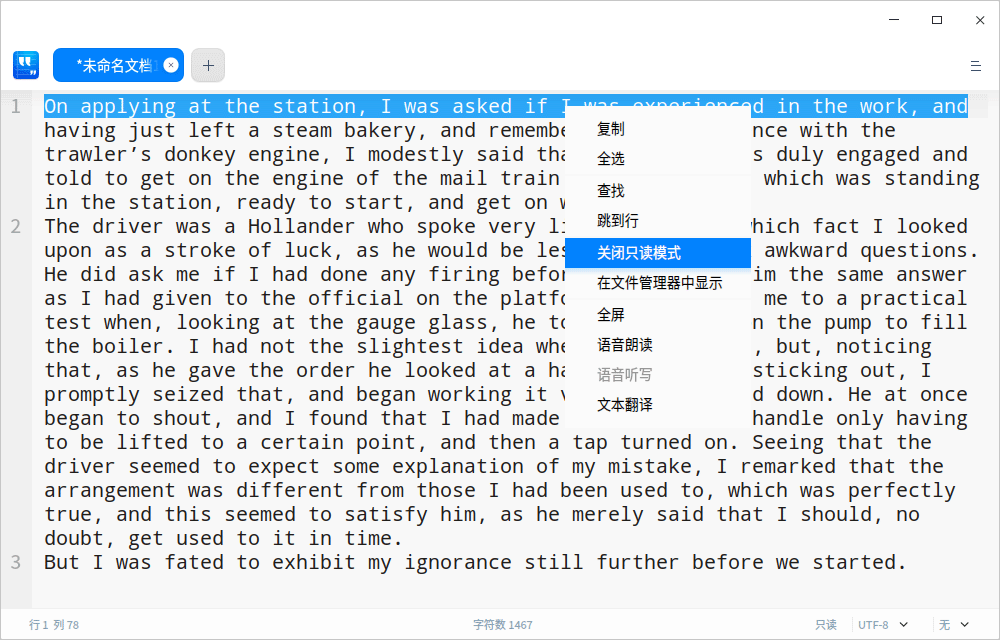 *未命名文档
1 On applying at the station, I was asked if I was experienced in the work, and
having just left a steam bakery, and remembe nce with the
trawler’s donkey engine, I modestly said tha s duly engaged and
told to get on the engine of the mail train which was standing
in the station, ready to start, and get on
2 The driver was a Hollander who spoke very li hich fact I looked
upon as a stroke of luck, as he would be les awkward questions.
He did ask me if I had done any firing befor im the same answer
as I had given to the official on the platfo me to a practical
test when, looking at the gauge glass, he to n the pump to fill
the boiler. I had not the slightest idea whe , but, noticing
that, as he gave the order he looked at a ha sticking out, I
promptly seized that, and began working it d down. He at once
began to shout, and I found that I had made handle only having
to be lifted to a certain point, and then a tap turned on. Seeing that the
driver seemed to expect some explanation of my mistake, I remarked that the
arrangement was different from those I had been used to, which was perfectly
true, and this seemed to satisfy him, as he merely said that I should, no
doubt, get used to it in time.
3 But I was fated to exhibit my ignorance still further before we started.
复制
全选
查找
跳到行
关闭只读模式
在文件管理器中显示
全屏
语音朗读
语音听写
文本翻译
行 1 列 78 字符数 1467 只读 UTF-8 无